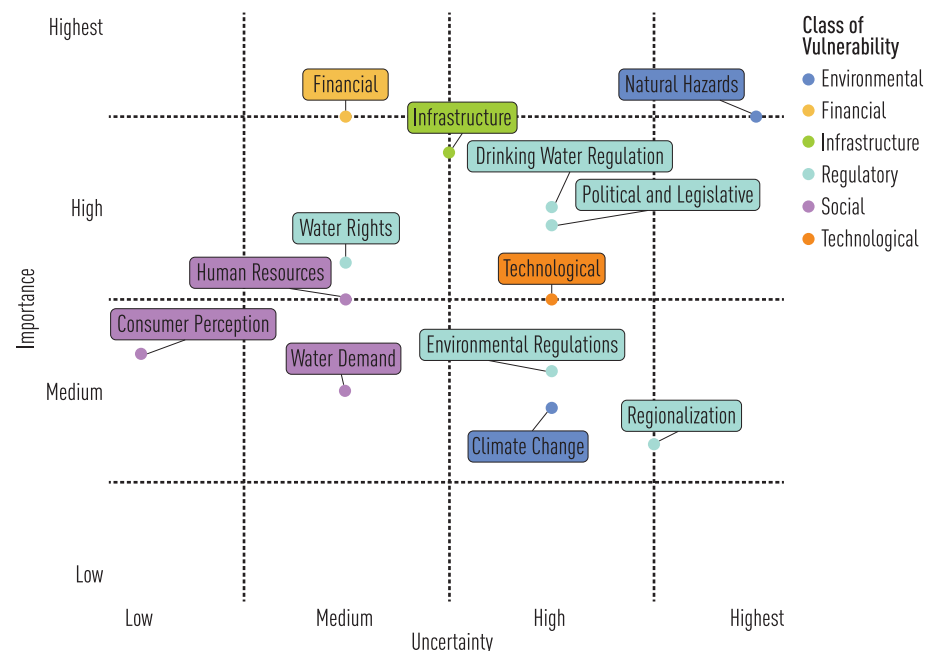 Highest
Class of
Vulnerability
Financial
Natural Hazards
Environmental
Financial
Infrastructure
Infrastructure
Drinking Water Regulation
Regulatory
Political and Legislative
High
Social
Water Rights
Technological
Human Resources
Technological
Importance
Consumer Perception
Environmental Regulations
Water Demand
Medium
Regionalization
Climate Change
Low
Low
Medium
High
Highest
Uncertainty